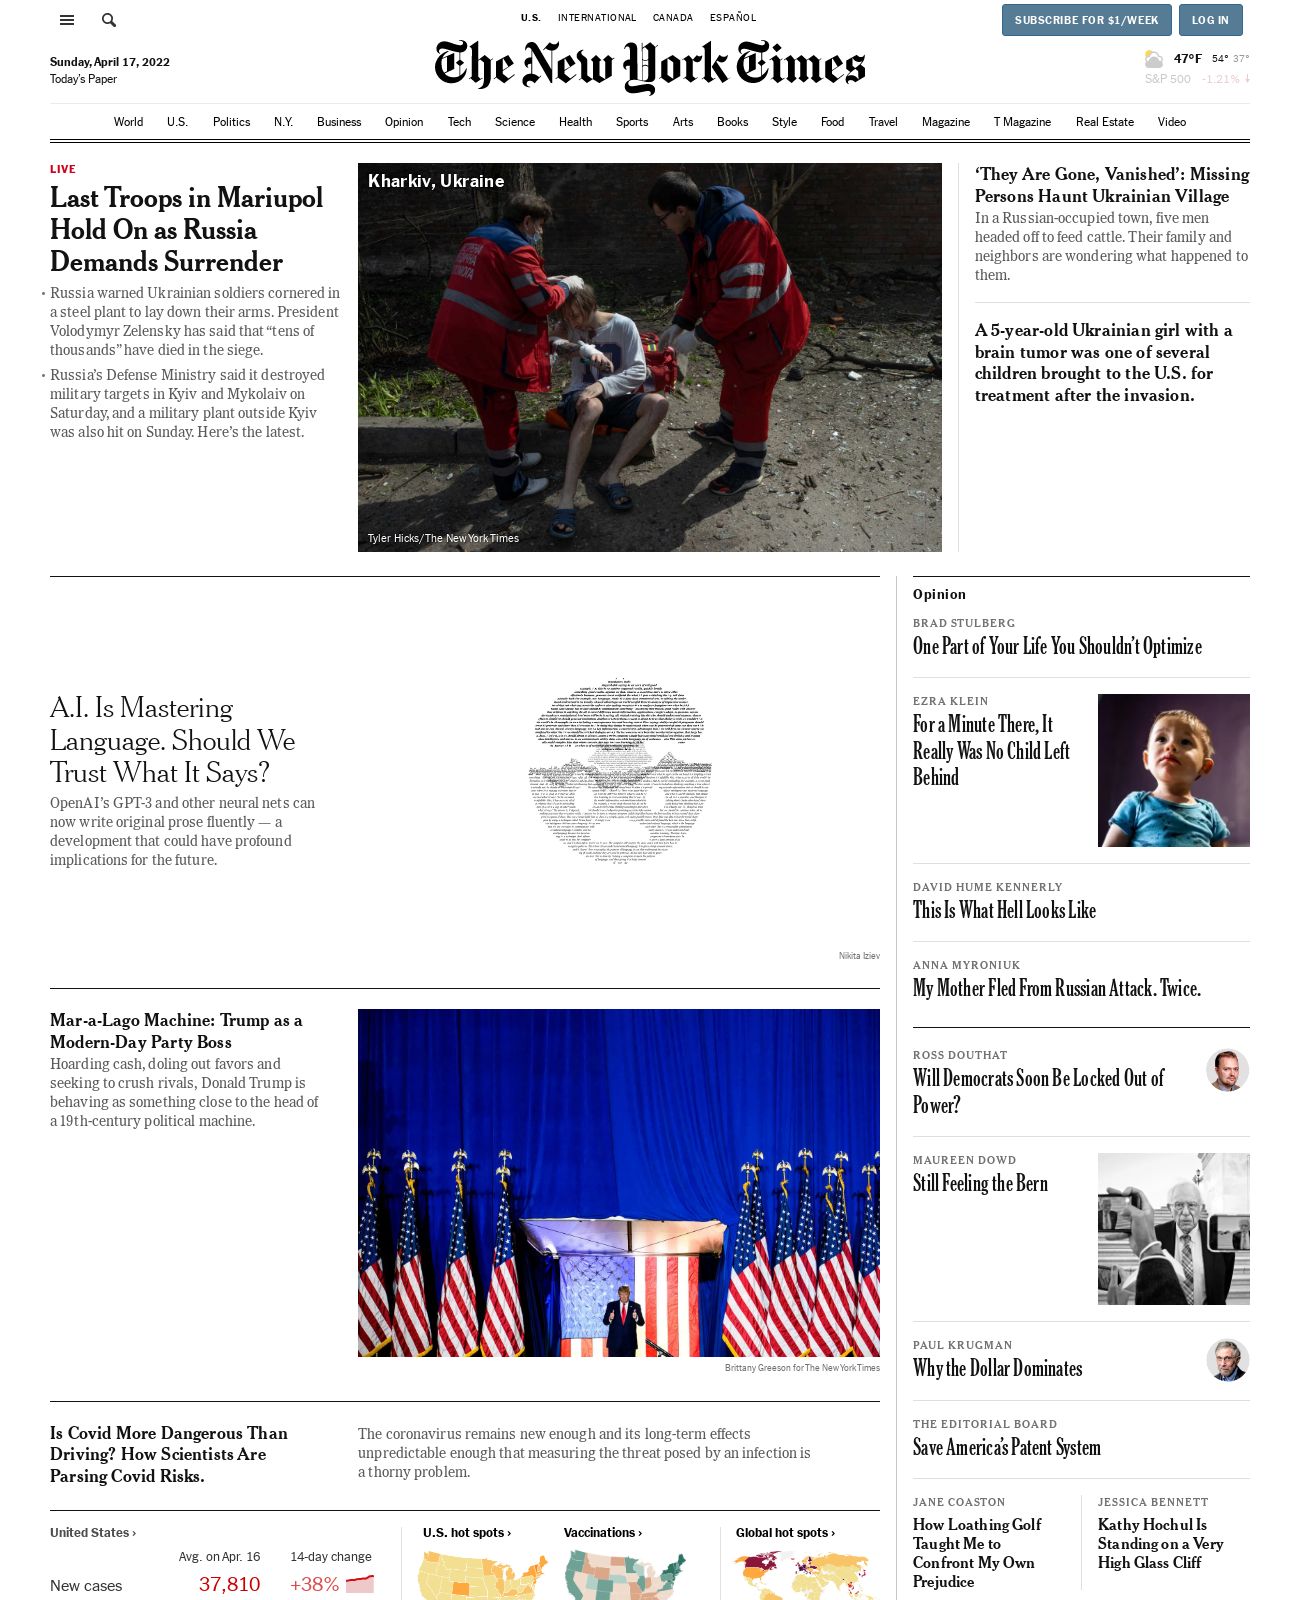 U.S. INTERNATIONAL CANADA ESPAÑOL
SUBSCRIBE FOR $1/WEEK LOG IN
Sunday, April 17, 2022
Today's Paper
The New York Times
47°F 54° 37°
S&P 500 -1.21%
World U.S. Politics N.Y. Business Opinion Tech Science Health Sports Arts Books Style Food Travel Magazine T Magazine Real Estate Video
LIVE
Last Troops in Mariupol
Hold On as Russia
Demands Surrender
Russia warned Ukrainian soldiers cornered in
a steel plant to lay down their arms. President
Volodymyr Zelensky has said that “tens of
thousands” have died in the siege.
Russia’s Defense Ministry said it destroyed
military targets in Kyiv and Mykolaiv on
Saturday, and a military plant outside Kyiv
was also hit on Sunday. Here’s the latest.
Kharkiv, Ukraine
Tyler Hicks/The New York Times
‘They Are Gone, Vanished’: Missing
Persons Haunt Ukrainian Village
In a Russian-occupied town, five men
headed off to feed cattle. Their family and
neighbors are wondering what happened to
them.
A 5-year-old Ukrainian girl with a
brain tumor was one of several
children brought to the U.S. for
treatment after the invasion.
A.I. Is Mastering
Language. Should We
Trust What It Says?
OpenAI’s GPT-3 and other neural nets can
now write original prose fluently — a
development that could have profound
implications for the future.
Nikita Iziev
Mar-a-Lago Machine: Trump as a
Modern-Day Party Boss
Hoarding cash, doling out favors and
seeking to crush rivals, Donald Trump is
behaving as something close to the head of
a 19th-century political machine.
Brittany Greeson for The New York Times
Is Covid More Dangerous Than
Driving? How Scientists Are
Parsing Covid Risks.
The coronavirus remains new enough and its long-term effects
unpredictable enough that measuring the threat posed by an infection is
a thorny problem.
United States ›
Avg. on Apr. 16 14-day change
New cases 37,810 +38%
U.S. hot spots ›
Vaccinations ›
Global hot spots ›
Opinion
BRAD STULBERG
One Part of Your Life You Shouldn’t Optimize
EZRA KLEIN
For a Minute There, It
Really Was No Child Left
Behind
DAVID HUME KENNERLY
This Is What Hell Looks Like
ANNA MYRONIUK
My Mother Fled From Russian Attack. Twice.
ROSS DOUTHAT
Will Democrats Soon Be Locked Out of
Power?
MAUREEN DOWD
Still Feeling the Bern
PAUL KRUGMAN
Why the Dollar Dominates
THE EDITORIAL BOARD
Save America’s Patent System
JANE COASTON
How Loathing Golf
Taught Me to
Confront My Own
Prejudice
JESSICA BENNETT
Kathy Hochul Is
Standing on a Very
High Glass Cliff